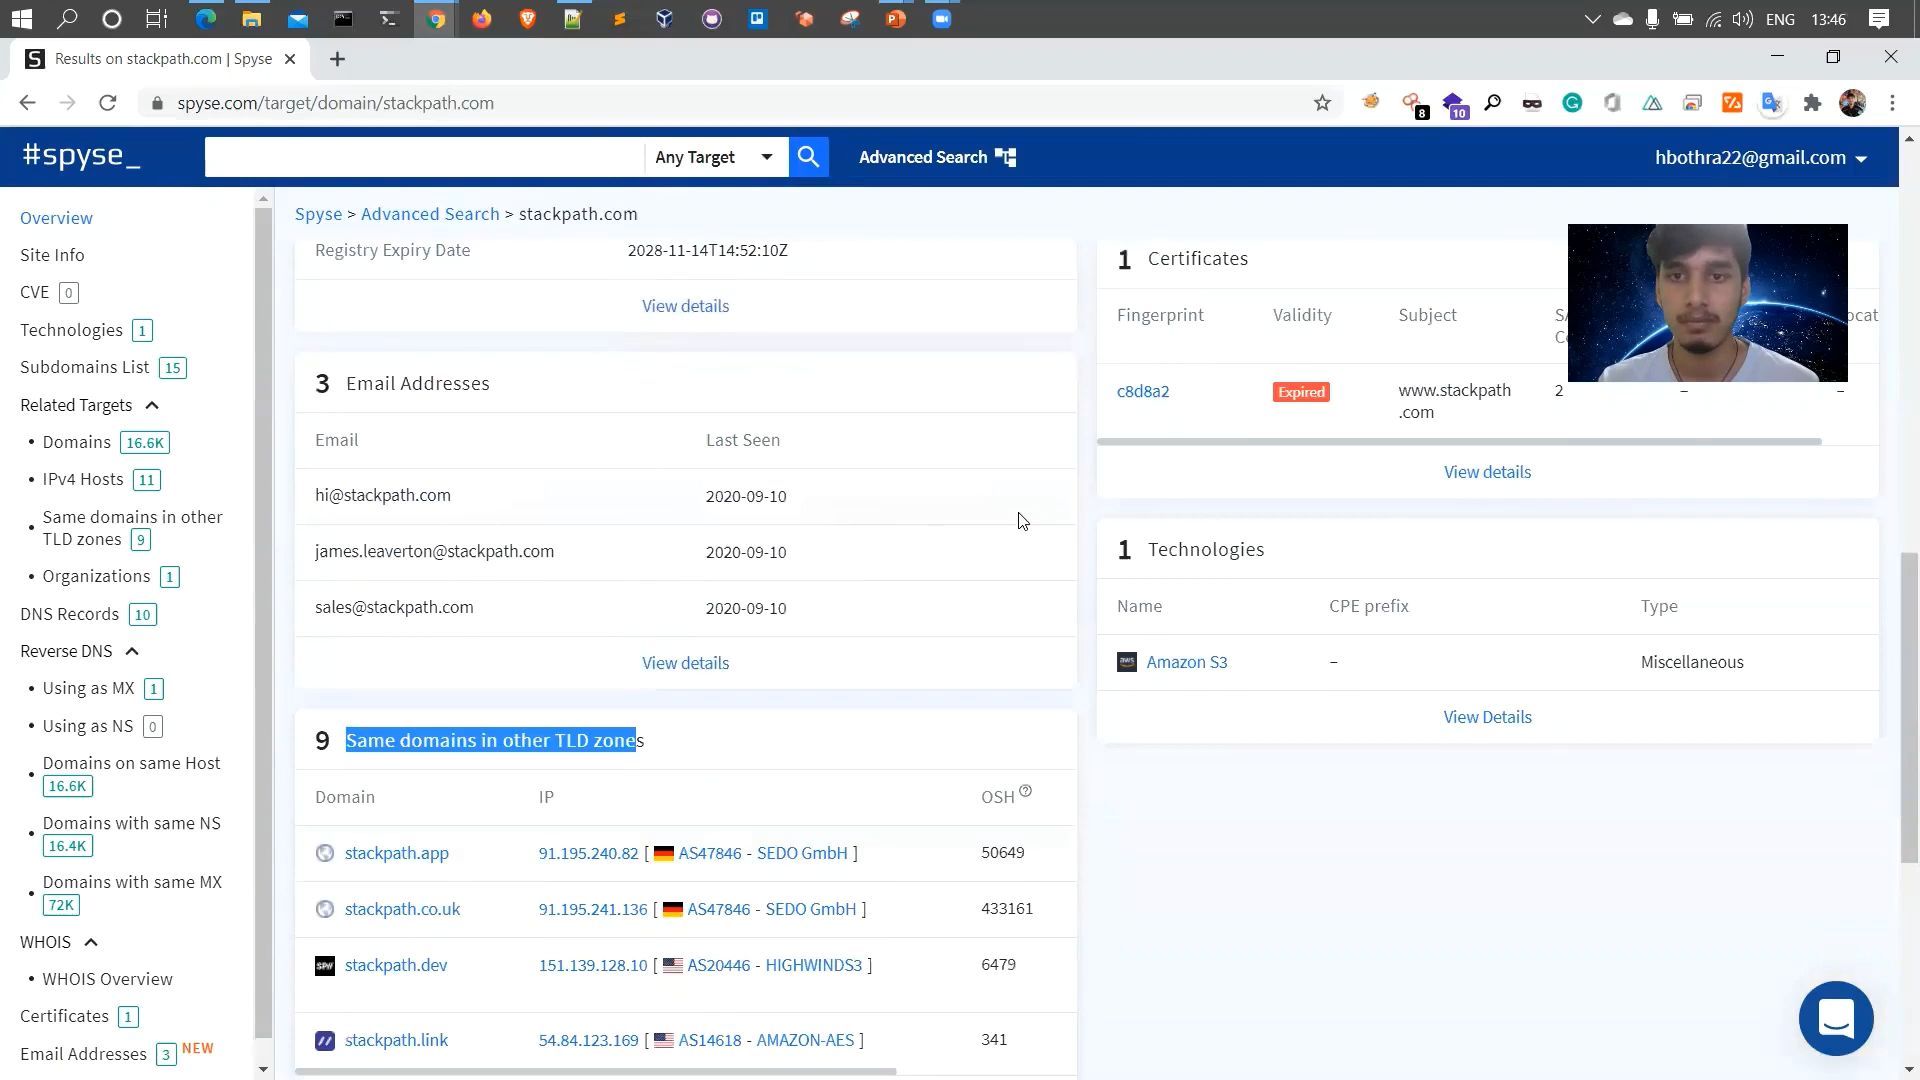 ENG 13:46
Results on stackpath.com | Spyse
spyse.com/target/domain/stackpath.com
8
10
#spyse_
Any Target
Advanced Search
hbothra22@gmail.com
Overview
Site Info
CVE 0
Technologies 1
Subdomains List 15
Related Targets
• Domains 16.6K
• IPv4 Hosts 11
• Same domains in other
TLD zones 9
• Organizations 1
DNS Records 10
Reverse DNS
• Using as MX 1
• Using as NS 0
• Domains on same Host
16.6K
• Domains with same NS
16.4K
• Domains with same MX
72K
WHOIS
• WHOIS Overview
Certificates 1
Email Addresses 3 NEW
Spyse > Advanced Search > stackpath.com
Registry Expiry Date 2028-11-14T14:52:10Z
View details
3 Email Addresses
Email Last Seen
hi@stackpath.com 2020-09-10
james.leaverton@stackpath.com 2020-09-10
sales@stackpath.com 2020-09-10
View details
9 Same domains in other TLD zones
Domain IP OSH
stackpath.app 91.195.240.82 [ AS47846 - SEDO GmbH ] 50649
stackpath.co.uk 91.195.241.136 [ AS47846 - SEDO GmbH ] 433161
stackpath.dev 151.139.128.10 [ AS20446 - HIGHWINDS3 ] 6479
stackpath.link 54.84.123.169 [ AS14618 - AMAZON-AES ] 341
1 Certificates
Fingerprint Validity Subject
c8d8a2 Expired www.stackpath 2 – –
.com
View details
1 Technologies
Name CPE prefix Type
aws Amazon S3 – Miscellaneous
View Details